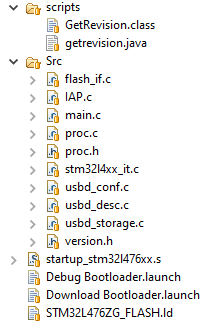 scripts
GetRevision.class
getrevision.java
Src
flash_if.c
IAP.c
main.c
proc.c
proc.h
stm32l4xx_it.c
usbd_conf.c
usbd_desc.c
usbd_storage.c
version.h
startup_stm32l476xx.s
Debug Bootloader.launch
Download Bootloader.launch
STM32L476ZG_FLASH.ld